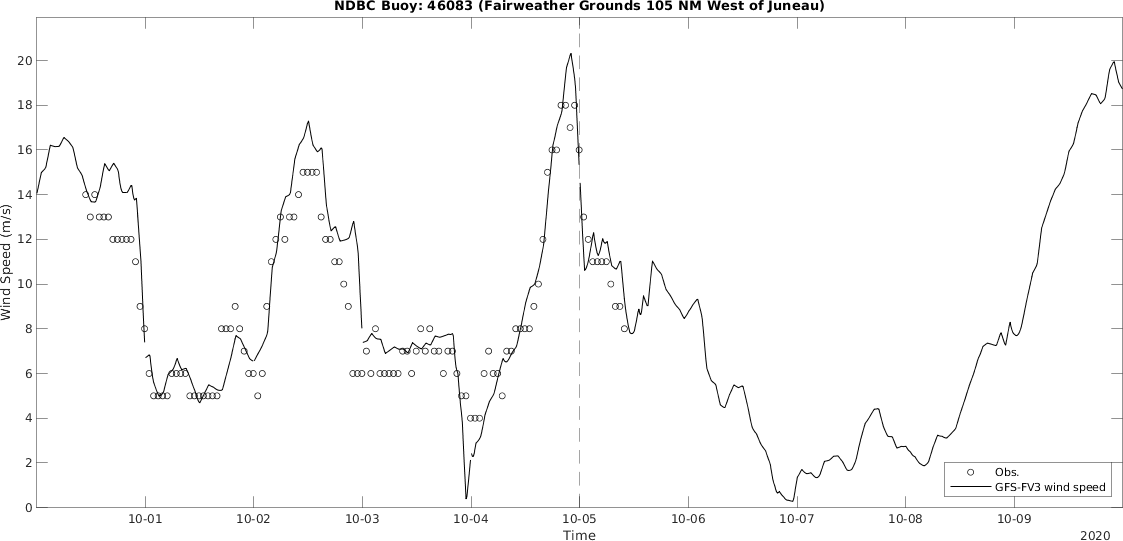 NDBC Buoy: 46083 (Fairweather Grounds 105 NM West of Juneau)
Wind Speed (m/s)
20
18
16
14
12
10
8
6
4
2
0
Obs.
GFS-FV3 wind speed
10-01 10-02 10-03 10-04 10-05 10-06 10-07 10-08 10-09
Time
2020